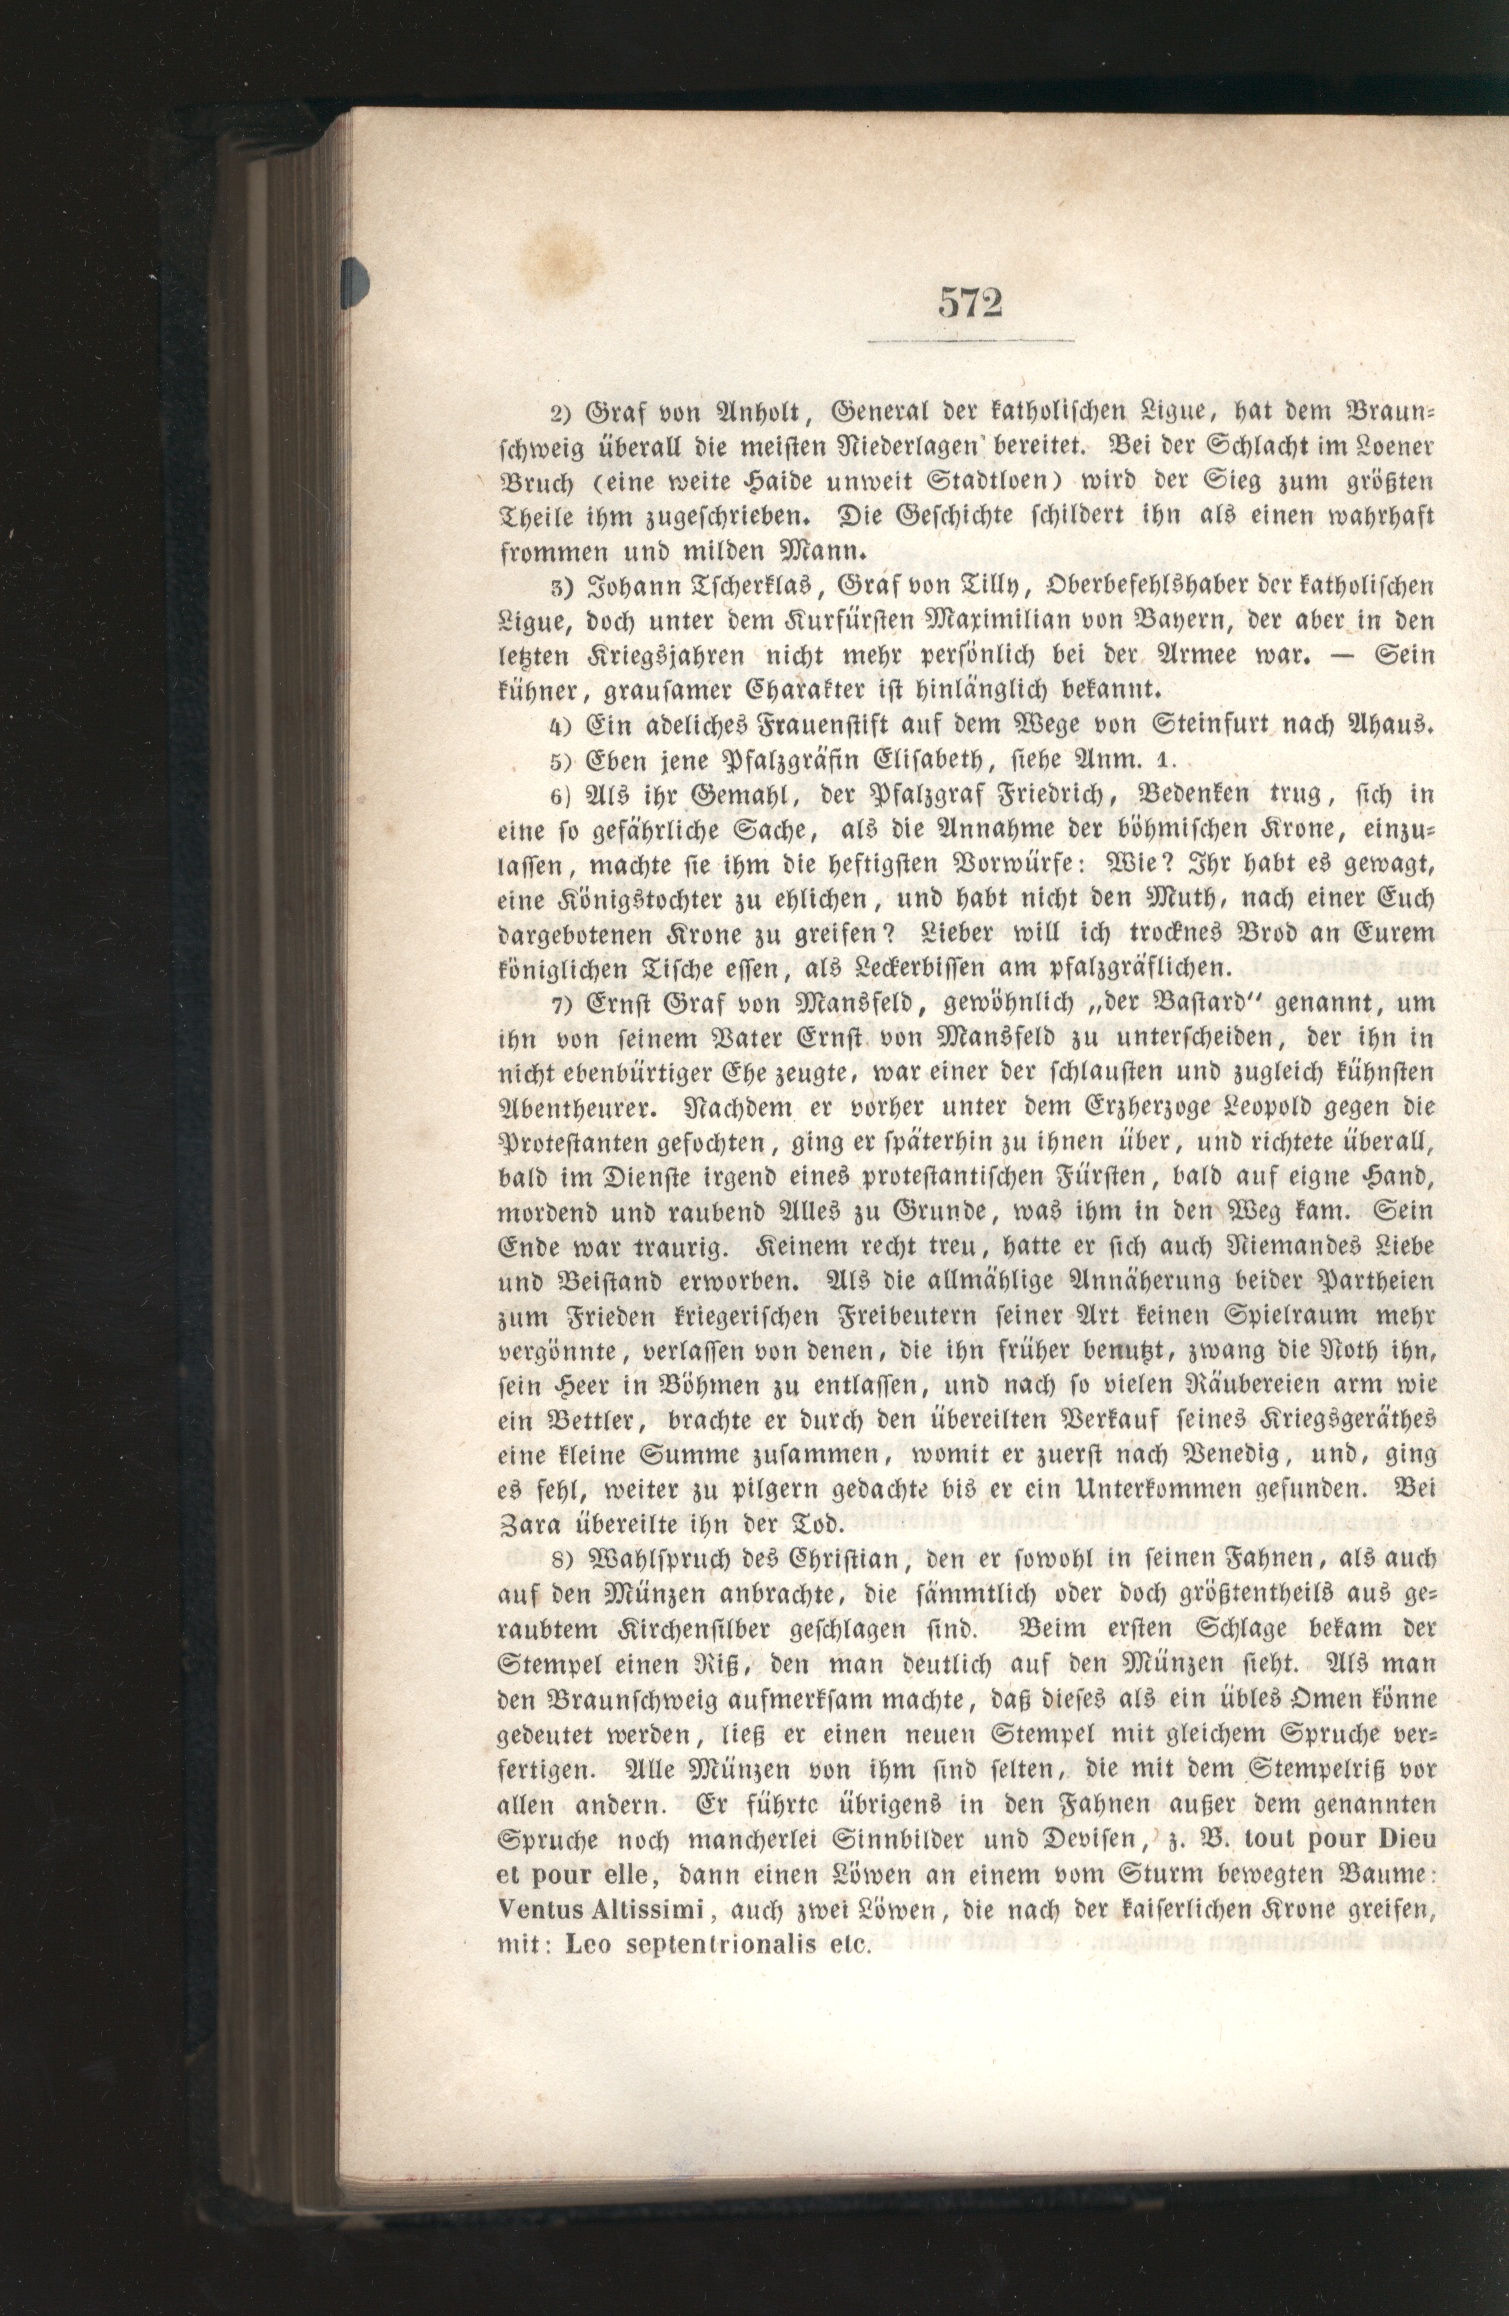 572
2) Graf von Anholt, General der katholischen Ligue, hat dem Braun-
schweig überall die meisten Niederlagen bereitet. Bei der Schlacht im Loener
Bruch (eine weite Haide unweit Stadtloen) wird der Sieg zum größten
Theile ihm zugeschrieben. Die Geschichte schildert ihn als einen wahrhaft
frommen und milden Mann.
3) Johann Tscherklas, Graf von Tilly, Oberbefehlshaber der katholischen
Ligue, doch unter dem Kurfürsten Maximilian von Bayern, der aber in den
letzten Kriegsjahren nicht mehr persönlich bei der Armee war. — Sein
kühner, grausamer Charakter ist hinlänglich bekannt.
4) Ein adeliches Frauenstift auf dem Wege von Steinfurt nach Ahaus.
5) Eben jene Pfalzgräfin Elisabeth, siehe Anm. 1.
6) Als ihr Gemahl, der Pfalzgraf Friedrich, Bedenken trug, sich in
eine so gefährliche Sache, als die Annahme der böhmischen Krone, einzu-
lassen, machte sie ihm die heftigsten Vorwürfe: Wie? Ihr habt es gewagt,
eine Königstochter zu ehlichen, und habt nicht den Muth, nach einer Euch
dargebotenen Krone zu greifen? Lieber will ich trocknes Brod an Eurem
königlichen Tische essen, als Leckerbissen am pfalzgräflichen.
7) Ernst Graf von Mansfeld, gewöhnlich „der Bastard“ genannt, um
ihn von seinem Vater Ernst von Mansfeld zu unterscheiden, der ihn in
nicht ebenbürtiger Ehe zeugte, war einer der schlausten und zugleich kühnsten
Abentheurer. Nachdem er vorher unter dem Erzherzoge Leopold gegen die
Protestanten gefochten, ging er späterhin zu ihnen über, und richtete überall,
bald im Dienste irgend eines protestantischen Fürsten, bald auf eigne Hand,
mordend und raubend Alles zu Grunde, was ihm in den Weg kam. Sein
Ende war traurig. Keinem recht treu, hatte er sich auch Niemandes Liebe
und Beistand erworben. Als die allmählige Annäherung beider Partheien
zum Frieden kriegerischen Freibeutern seiner Art keinen Spielraum mehr
vergönnte, verlassen von denen, die ihn früher benutzt, zwang die Noth ihn,
sein Heer in Böhmen zu entlassen, und nach so vielen Räubereien arm wie
ein Bettler, brachte er durch den übereilten Verkauf seines Kriegsgeräthes
eine kleine Summe zusammen, womit er zuerst nach Venedig, und, ging
es fehl, weiter zu pilgern gedachte bis er ein Unterkommen gefunden. Bei
Zara übereilte ihn der Tod.
8) Wahlspruch des Christian, den er sowohl in seinen Fahnen, als auch
auf den Münzen anbrachte, die sämmtlich oder doch größtentheils aus ge-
raubtem Kirchensilber geschlagen sind. Beim ersten Schlage bekam der
Stempel einen Riß, den man deutlich auf den Münzen sieht. Als man
den Braunschweig aufmerksam machte, daß dieses als ein übles Omen könne
gedeutet werden, ließ er einen neuen Stempel mit gleichem Spruche ver-
fertigen. Alle Münzen von ihm sind selten, die mit dem Stempelriß vor
allen andern. Er führte übrigens in den Fahnen außer dem genannten
Spruche noch mancherlei Sinnbilder und Devisen, z. B. tout pour Dieu
et pour elle, dann einen Löwen an einem vom Sturm bewegten Baume:
Ventus Altissimi, auch zwei Löwen, die nach der kaiserlichen Krone greifen,
mit: Leo septentrionalis etc.